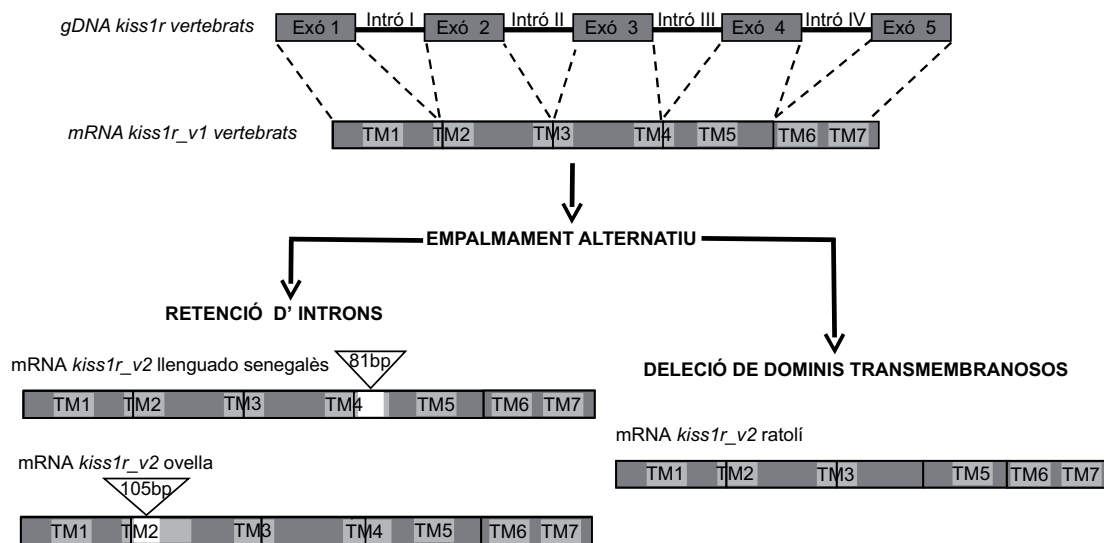 gDNA kiss1r vertebrats
Exó 1 Intró I Exó 2 Intró II Exó 3 Intró III Exó 4 Intró IV Exó 5
mRNA kiss1r_v1 vertebrats
TM1 TM2 TM3 TM4 TM5 TM6 TM7
EMPALMAMENT ALTERNATIU
RETENCIÓ D' INTRONS
mRNA kiss1r_v2 llenguado senegalès
81bp
TM1 TM2 TM3 TM4 TM5 TM6 TM7
mRNA kiss1r_v2 ovella
105bp
TM1 TM2 TM3 TM4 TM5 TM6 TM7
DELECIÓ DE DOMINIS TRANSMEMBRANOSOS
mRNA kiss1r_v2 ratolí
TM1 TM2 TM3 TM5 TM6 TM7